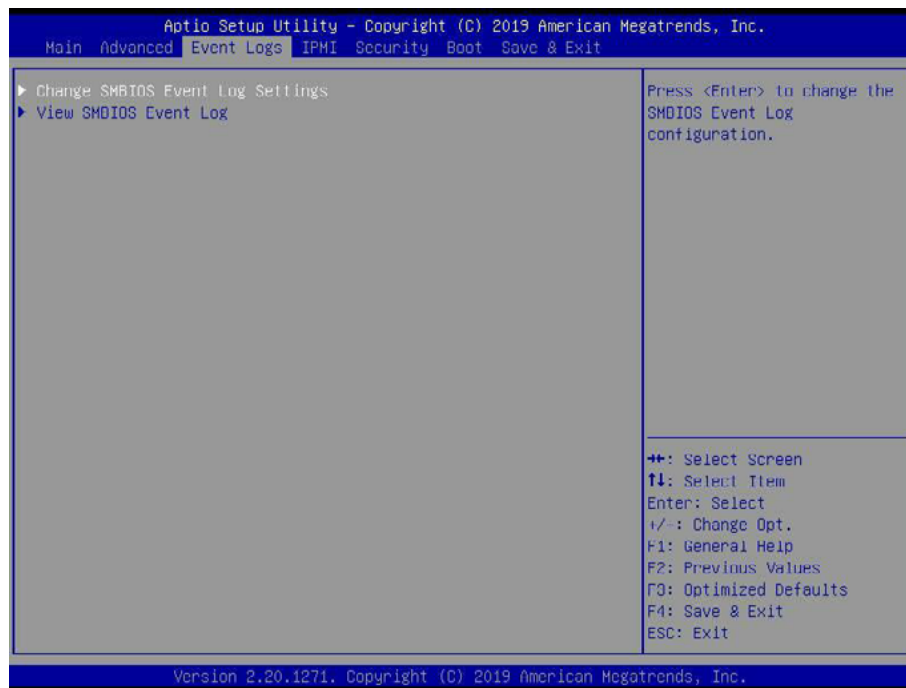 Aptio Setup Utility – Copyright (C) 2019 American Megatrends, Inc.
Main Advanced Event Logs IPMI Security Boot Save & Exit
▶ Change SMBIOS Event Log Settings
▶ View SMBIOS Event Log
Press <Enter> to change the
SMBIOS Event Log
configuration.
→←: Select Screen
↑↓: Select Item
Enter: Select
+/-: Change Opt.
F1: General Help
F2: Previous Values
F3: Optimized Defaults
F4: Save & Exit
ESC: Exit
Version 2.20.1271. Copyright (C) 2019 American Megatrends, Inc.